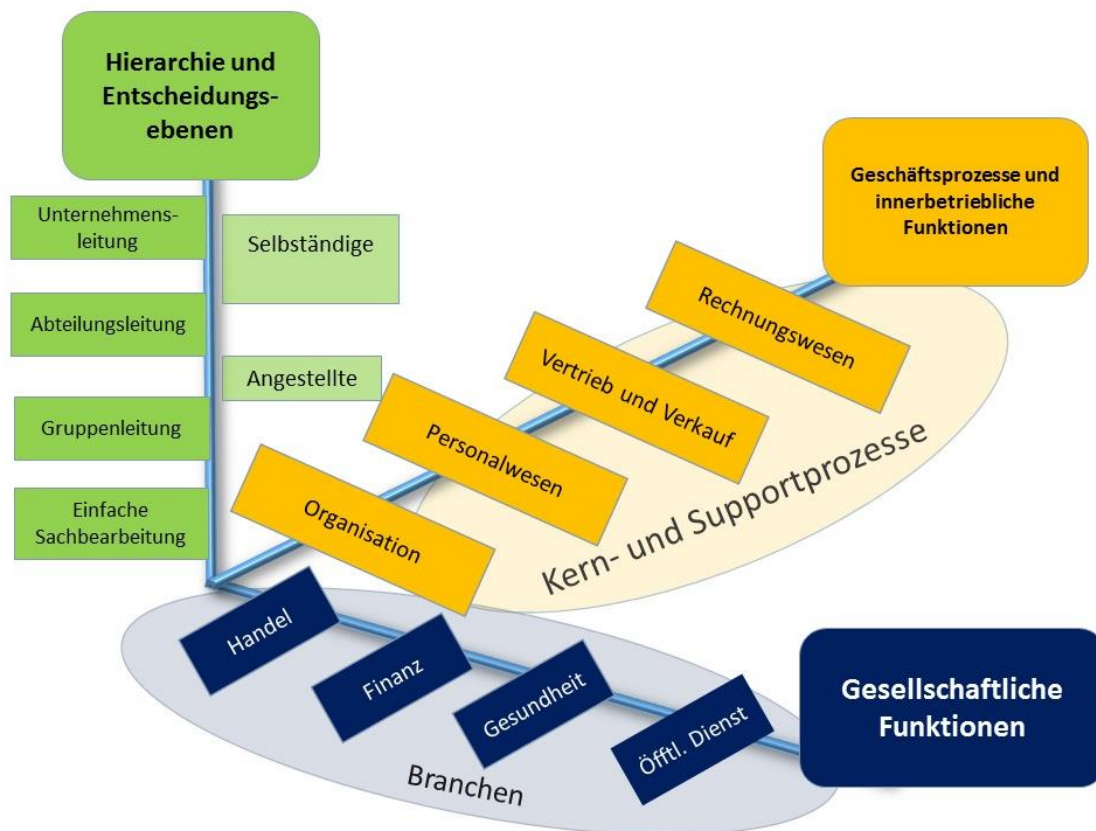 Hierarchie und
Entscheidungs-
ebenen
Unternehmens-
leitung
Selbständige
Abteilungsleitung
Angestellte
Gruppenleitung
Einfache
Sachbearbeitung
Geschäftsprozesse und
innerbetriebliche
Funktionen
Rechnungswesen
Vertrieb und Verkauf
Personalwesen
Organisation
Kern- und Supportprozesse
Handel
Finanz
Gesundheit
Öfftl. Dienst
Branchen
Gesellschaftliche
Funktionen